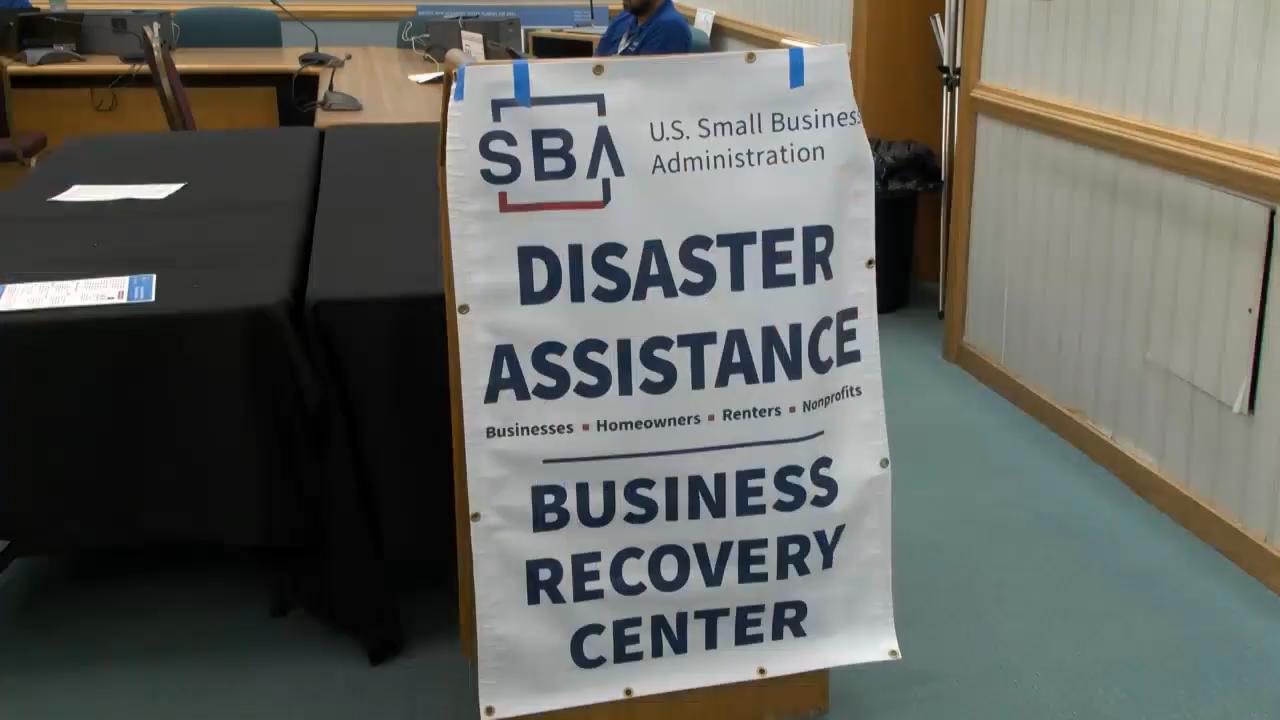 SBA
U.S. Small Business
Administration
DISASTER
ASSISTANCE
Businesses ▪ Homeowners ▪ Renters ▪ Nonprofits
BUSINESS
RECOVERY
CENTER